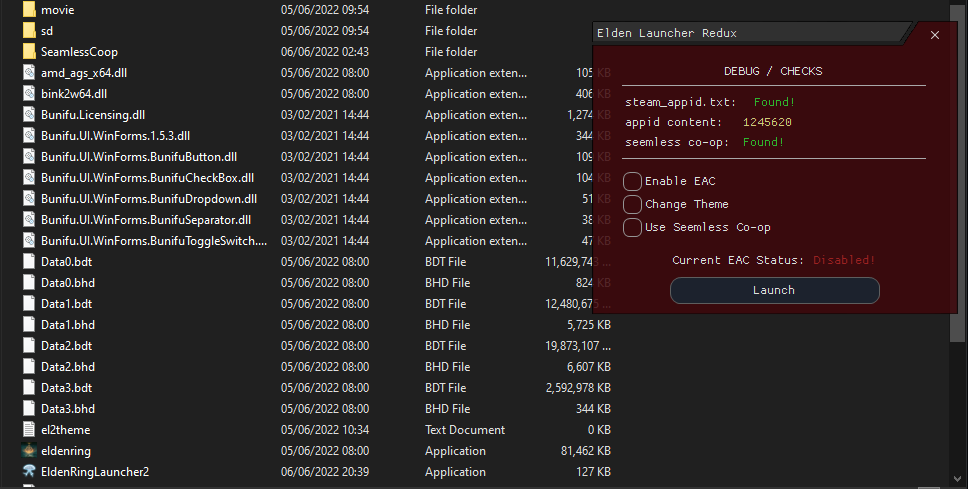 movie 05/06/2022 09:54 File folder
sd 05/06/2022 09:54 File folder
SeamlessCoop 06/06/2022 02:43 File folder
amd_ags_x64.dll 05/06/2022 08:00 Application exten... 105 KB
bink2w64.dll 05/06/2022 08:00 Application exten... 406 KB
Bunifu.Licensing.dll 03/02/2021 14:44 Application exten... 1,274 KB
Bunifu.UI.WinForms.1.5.3.dll 03/02/2021 14:44 Application exten... 344 KB
Bunifu.UI.WinForms.BunifuButton.dll 03/02/2021 14:44 Application exten... 109 KB
Bunifu.UI.WinForms.BunifuCheckBox.dll 03/02/2021 14:44 Application exten... 104 KB
Bunifu.UI.WinForms.BunifuDropdown.dll 03/02/2021 14:44 Application exten... 51 KB
Bunifu.UI.WinForms.BunifuSeparator.dll 03/02/2021 14:44 Application exten... 38 KB
Bunifu.UI.WinForms.BunifuToggleSwitch.... 03/02/2021 14:44 Application exten... 47 KB
Data0.bdt 05/06/2022 08:00 BDT File 11,629,743 ...
Data0.bhd 05/06/2022 08:00 BHD File 824 KB
Data1.bdt 05/06/2022 08:00 BDT File 12,480,675 ...
Data1.bhd 05/06/2022 08:00 BHD File 5,725 KB
Data2.bdt 05/06/2022 08:00 BDT File 19,873,107 ...
Data2.bhd 05/06/2022 08:00 BHD File 6,607 KB
Data3.bdt 05/06/2022 08:00 BDT File 2,592,978 KB
Data3.bhd 05/06/2022 08:00 BHD File 344 KB
el2theme 05/06/2022 10:34 Text Document 0 KB
eldenring 05/06/2022 08:00 Application 81,462 KB
EldenRingLauncher2 06/06/2022 20:39 Application 127 KB
Elden Launcher Redux
DEBUG / CHECKS
steam_appid.txt: Found!
appid content: 1245620
seemless co-op: Found!
Enable EAC
Change Theme
Use Seemless Co-op
Current EAC Status: Disabled!
Launch